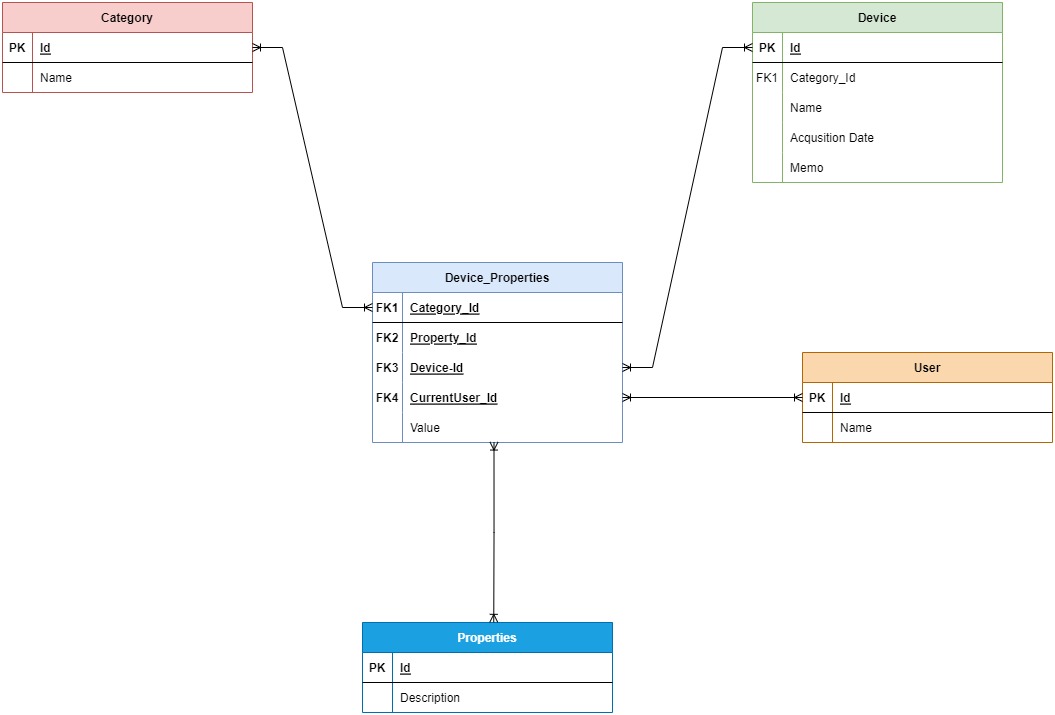 Category
PK Id
Name
Device
PK Id
FK1 Category_Id
Name
Acqusition Date
Memo
Device_Properties
FK1 Category_Id
FK2 Property_Id
FK3 Device-Id
FK4 CurrentUser_Id
Value
User
PK Id
Name
Properties
PK Id
Description